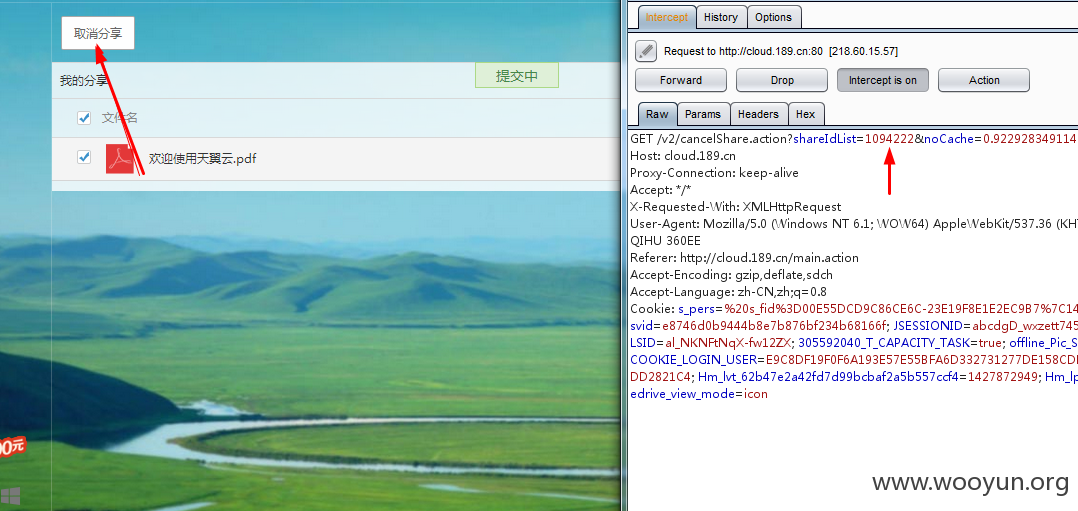 取消分享
我的分享
提交中
文件名
欢迎使用天翼云.pdf
00元
Intercept History Options
Request to http://cloud.189.cn:80 [218.60.15.57]
Forward Drop Intercept is on Action
Raw Params Headers Hex
GET /v2/cancelShare.action?shareIdList=1094222&noCache=0.922928349114
Host: cloud.189.cn
Proxy-Connection: keep-alive
Accept: */*
X-Requested-With: XMLHttpRequest
User-Agent: Mozilla/5.0 (Windows NT 6.1; WOW64) AppleWebKit/537.36 (KHT
QIHU 360EE
Referer: http://cloud.189.cn/main.action
Accept-Encoding: gzip,deflate,sdch
Accept-Language: zh-CN,zh;q=0.8
Cookie: s_pers=%20s_fid%3D00E55DCD9C86CE6C-23E19F8E1E2EC9B7%7C14
svid=e8746d0b9444b8e7b876bf234b68166f; JSESSIONID=abcdgD_wxzett745
LSID=al_NKNFtNqX-fw12ZX; 305592040_T_CAPACITY_TASK=true; offline_Pic_S
COOKIE_LOGIN_USER=E9C8DF19F0F6A193E57E55BFA6D332731277DE158CDI
DD2821C4; Hm_lvt_62b47e2a42fd7d99bcbaf2a5b557ccf4=1427872949; Hm_lp
edrive_view_mode=icon
www.wooyun.org